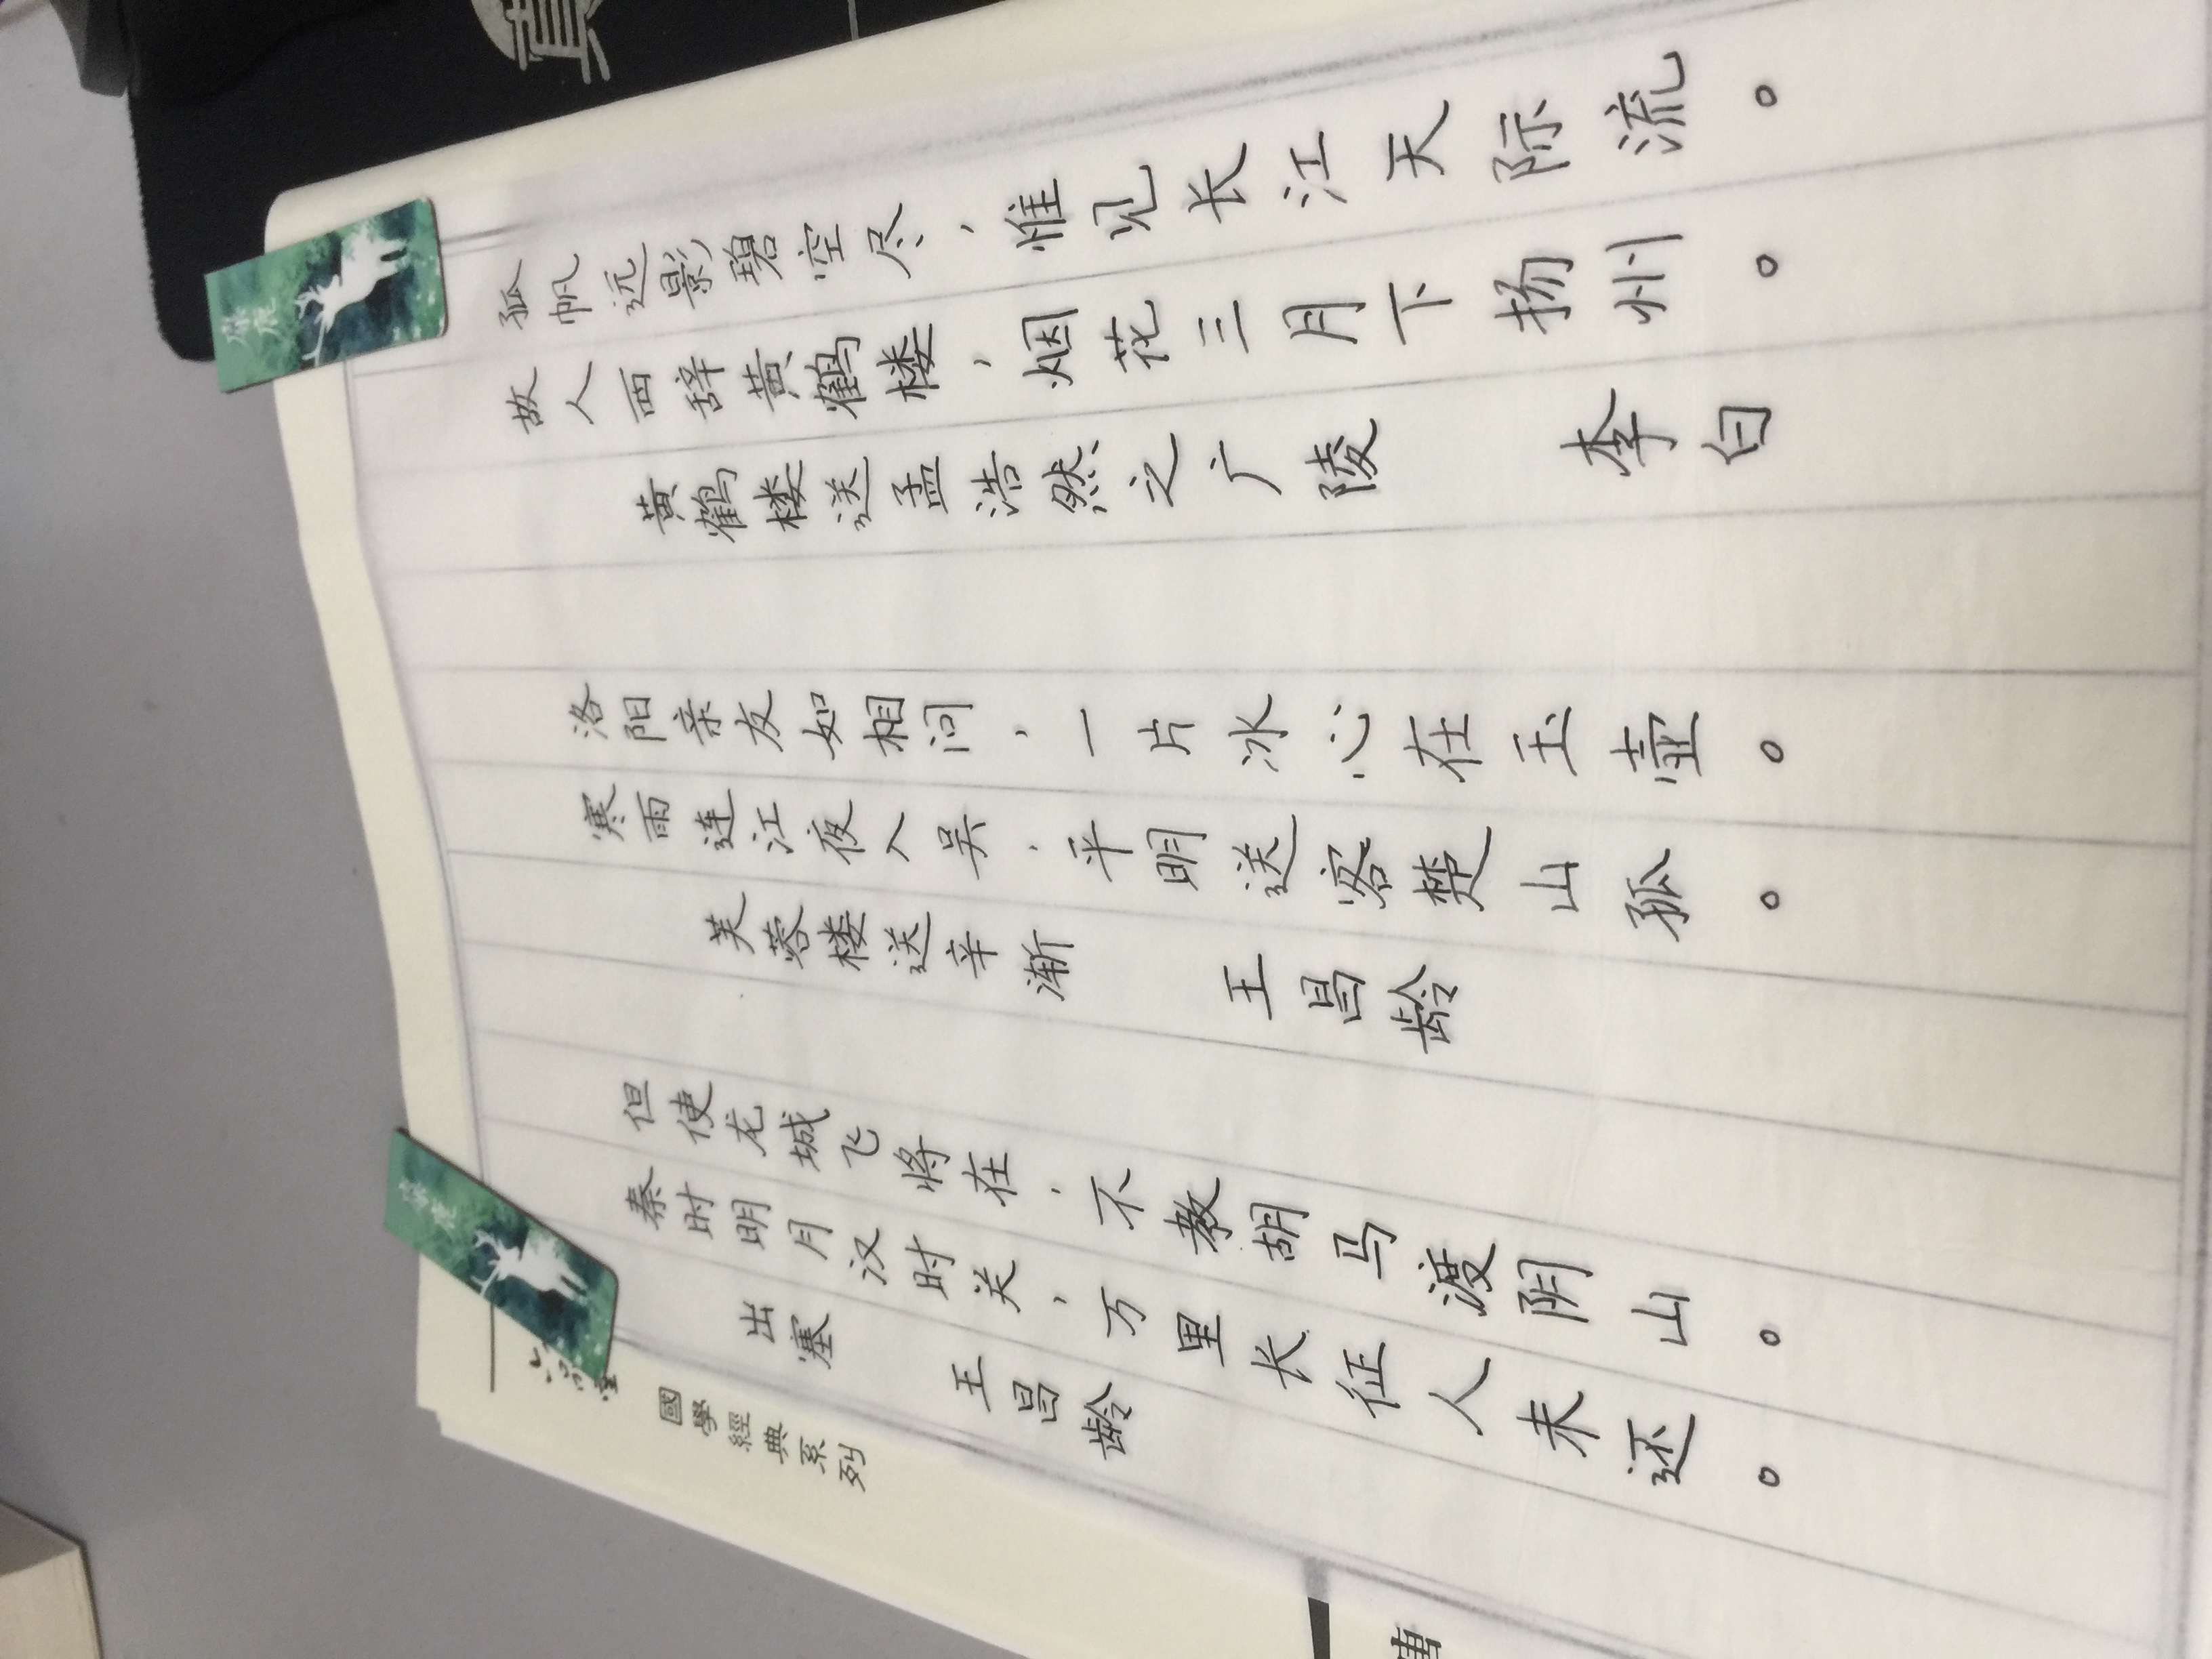 六品堂
國學經典系列
出塞 王昌龄
秦时明月汉时关，万里长征人未还。
但使龙城飞将在，不教胡马渡阴山。
芙蓉楼送辛渐 王昌龄
寒雨连江夜入吴，平明送客楚山孤。
洛阳亲友如相问，一片冰心在玉壶。
黄鹤楼送孟浩然之广陵 李白
故人西辞黄鹤楼，烟花三月下扬州。
孤帆远影碧空尽，惟见长江天际流。
麋鹿
麋鹿
真